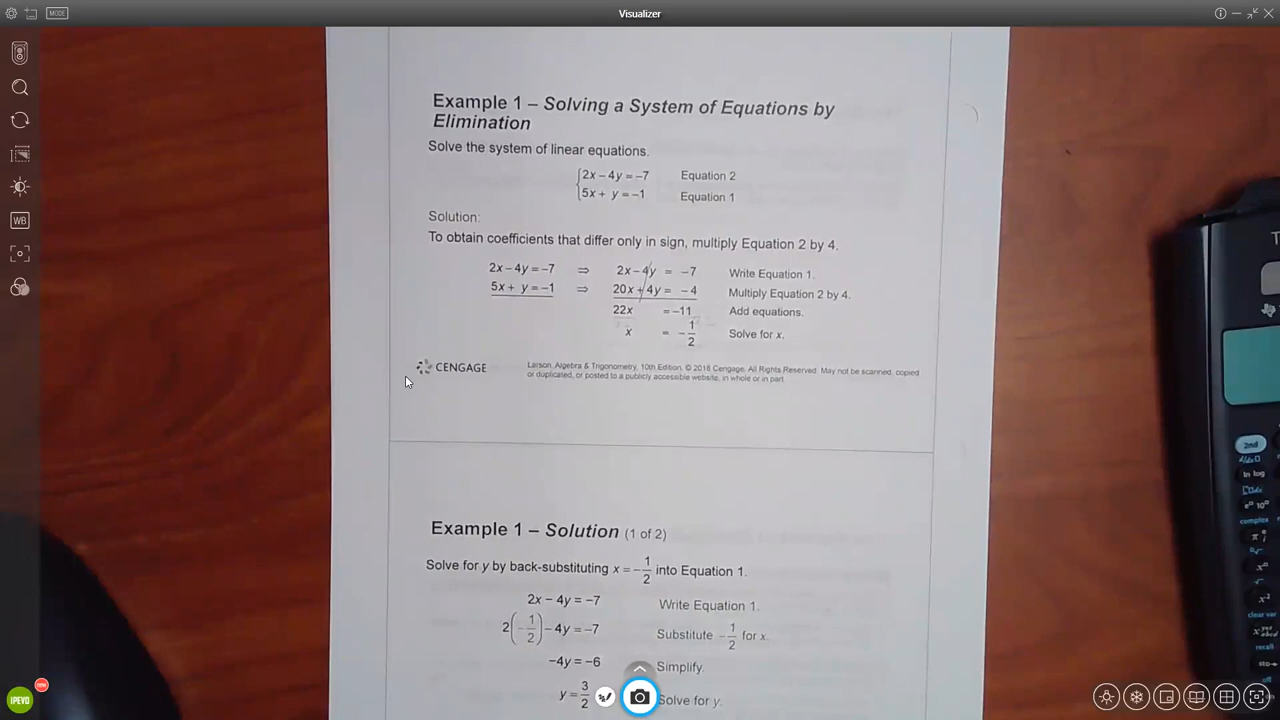 MODE
Visualizer
Example 1 – Solving a System of Equations by
Elimination
Solve the system of linear equations.
2x – 4y = –7 Equation 2
5x + y = –1 Equation 1
Solution:
To obtain coefficients that differ only in sign, multiply Equation 2 by 4.
2x – 4y = –7 ⇒ 2x – 4y = –7 Write Equation 1.
5x + y = –1 ⇒ 20x + 4y = –4 Multiply Equation 2 by 4.
22x = –11 Add equations.
x = –1/2 Solve for x.
CENGAGE
Larson, Algebra & Trigonometry, 10th Edition. © 2018 Cengage. All Rights Reserved. May not be scanned, copied
or duplicated, or posted to a publicly accessible website, in whole or in part.
Example 1 – Solution (1 of 2)
Solve for y by back-substituting x = –1/2 into Equation 1.
2x – 4y = –7 Write Equation 1.
2(–1/2) – 4y = –7 Substitute –1/2 for x.
–4y = –6 Simplify.
y = 3/2 Solve for y.
WB
IPEVO
new
2nd
ln log
complex
π
clear var
recall
sto→